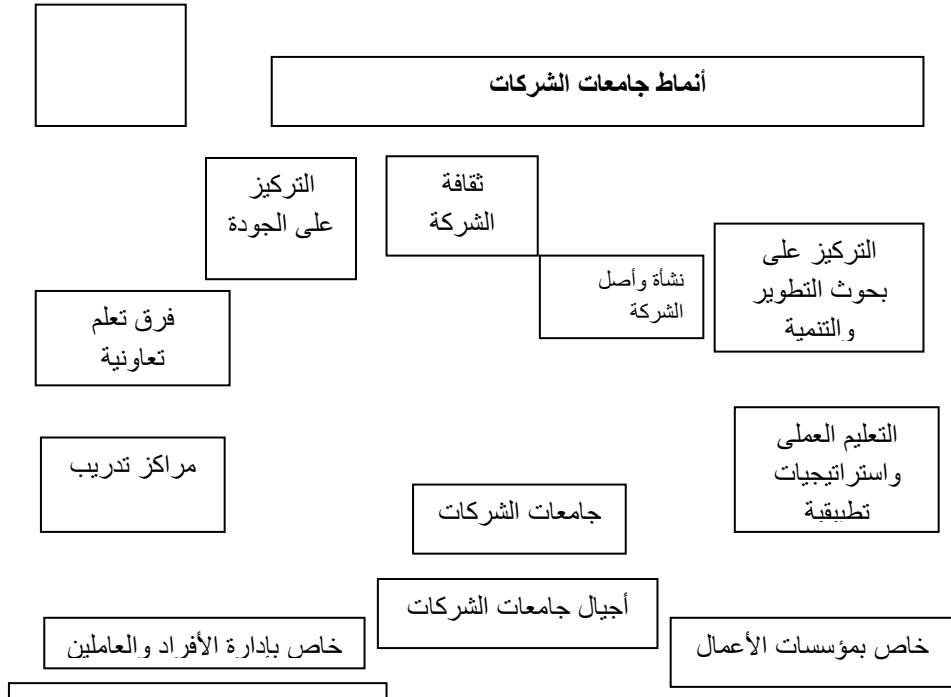 أنماط جامعات الشركات
ثقافة
الشركة
التركيز
على الجودة
التركيز على
بحوث التطوير
والتنمية
نشأة وأصل
الشركة
فرق تعلم
تعاونية
التعليم العملى
واستراتيجيات
تطبيقية
مراكز تدريب
جامعات الشركات
أجيال جامعات الشركات
خاص بمؤسسات الأعمال
خاص بإدارة الأفراد والعاملين